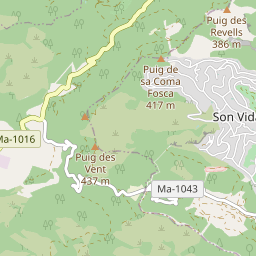 Puig des
Revells
386 m
Puig de
sa Coma
Fosca
417 m
Son Vida
Ma-1016
Puig des
Vent
437 m
Ma-1043